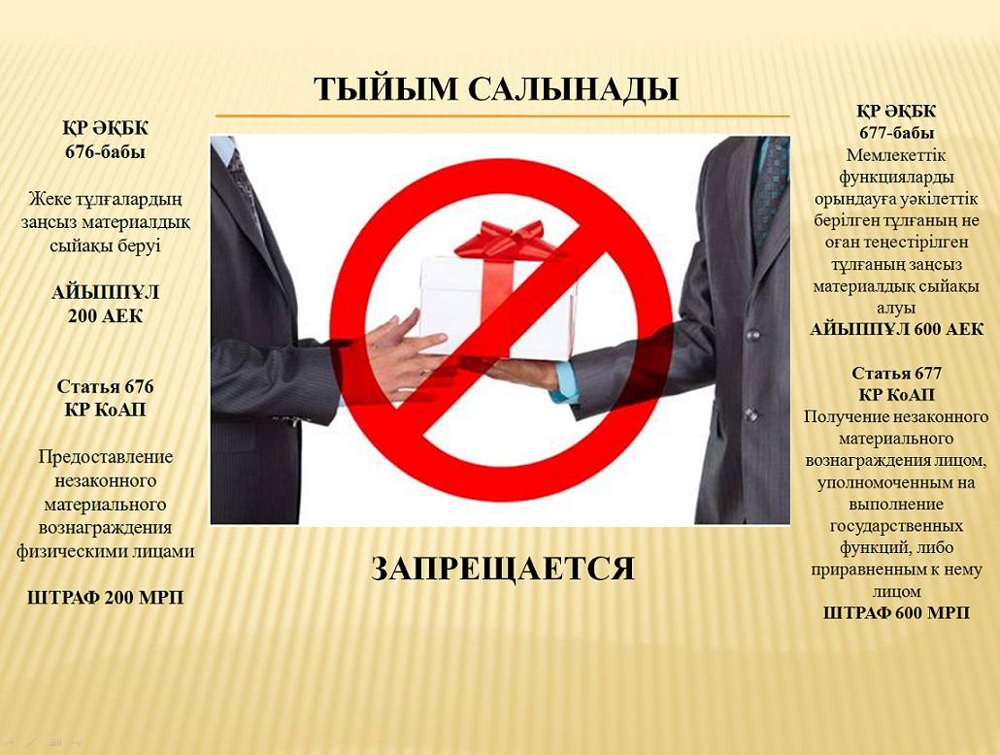 ТЫЙЫМ САЛЫНАДЫ
ҚР ӘҚБК
676-бабы
Жеке тұлғалардың
заңсыз материалдық
сыйақы беруі
АЙЫППҰЛ
200 АЕК
Статья 676
КР КоАП
Предоставление
незаконного
материального
вознаграждения
физическими лицами
ШТРАФ 200 МРП
ЗАПРЕЩАЕТСЯ
ҚР ӘҚБК
677-бабы
Мемлекеттік
функцияларды
орындауға уәкілеттік
берілген тұлғаның не
оған теңестірілген
тұлғаның заңсыз
материалдық сыйақы
алуы
АЙЫППҰЛ 600 АЕК
Статья 677
КР КоАП
Получение незаконного
материального
вознаграждения лицом,
уполномоченным на
выполнение
государственных
функций, либо
приравненным к нему
лицом
ШТРАФ 600 МРП